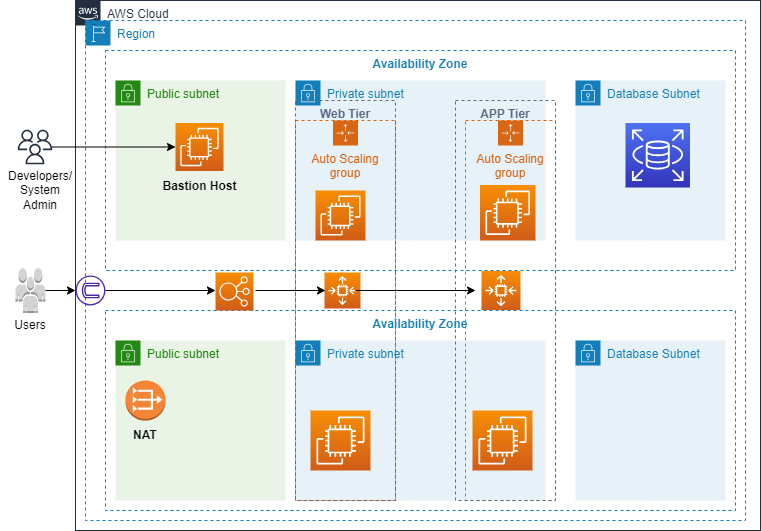 aws
AWS Cloud
Region
Availability Zone
Public subnet
Private subnet
Database Subnet
Web Tier
APP Tier
Auto Scaling
group
Auto Scaling
group
Bastion Host
Developers/
System
Admin
Users
Availability Zone
Public subnet
Private subnet
Database Subnet
NAT